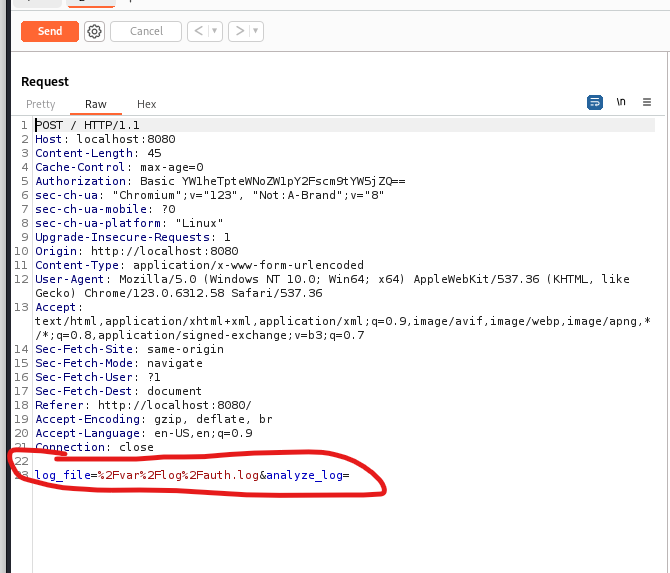 Send
Cancel
<
>
Request
Pretty
Raw
Hex
\n
1 POST / HTTP/1.1
2 Host: localhost:8080
3 Content-Length: 45
4 Cache-Control: max-age=0
5 Authorization: Basic YW1heTpteWNoZW1pY2Fscm9tYW5jZQ==
6 sec-ch-ua: "Chromium";v="123", "Not:A-Brand";v="8"
7 sec-ch-ua-mobile: ?0
8 sec-ch-ua-platform: "Linux"
9 Upgrade-Insecure-Requests: 1
10 Origin: http://localhost:8080
11 Content-Type: application/x-www-form-urlencoded
12 User-Agent: Mozilla/5.0 (Windows NT 10.0; Win64; x64) AppleWebKit/537.36 (KHTML, like
Gecko) Chrome/123.0.6312.58 Safari/537.36
13 Accept:
text/html,application/xhtml+xml,application/xml;q=0.9,image/avif,image/webp,image/apng,*
/*;q=0.8,application/signed-exchange;v=b3;q=0.7
14 Sec-Fetch-Site: same-origin
15 Sec-Fetch-Mode: navigate
16 Sec-Fetch-User: ?1
17 Sec-Fetch-Dest: document
18 Referer: http://localhost:8080/
19 Accept-Encoding: gzip, deflate, br
20 Accept-Language: en-US,en;q=0.9
21 Connection: close
22
23 log_file=%2Fvar%2Flog%2Fauth.log&analyze_log=